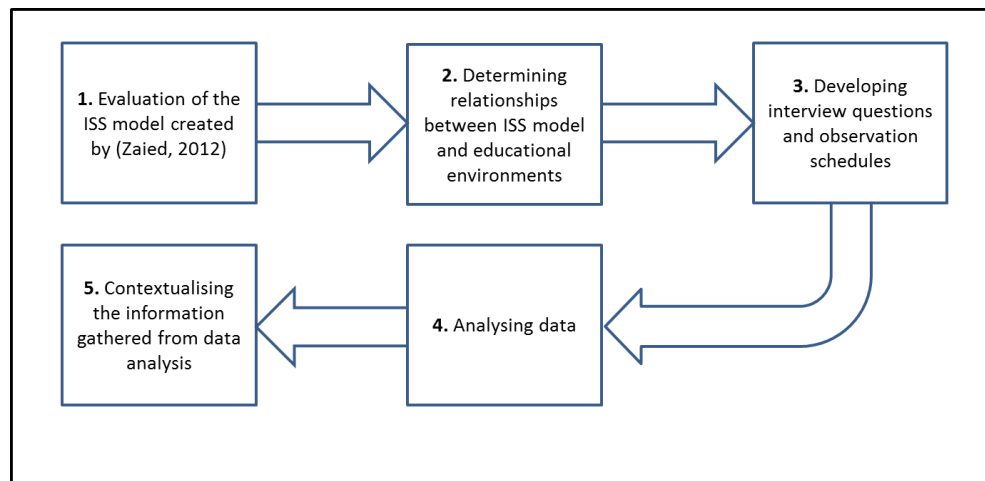 1. Evaluation of the
ISS model created
by (Zaied, 2012)
2. Determining
relationships
between ISS model
and educational
environments
3. Developing
interview questions
and observation
schedules
4. Analysing data
5. Contextualising
the information
gathered from data
analysis